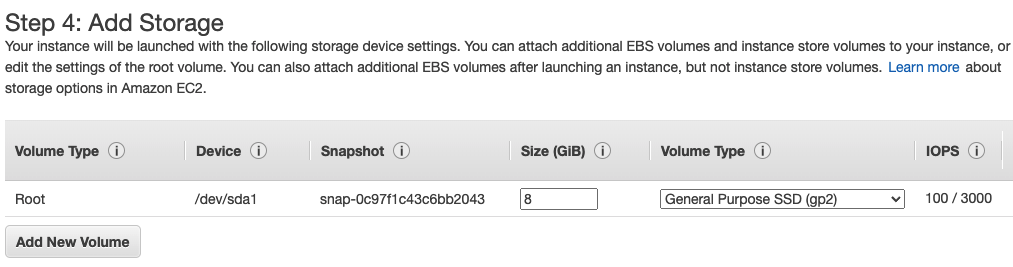 Step 4: Add Storage
Your instance will be launched with the following storage device settings. You can attach additional EBS volumes and instance store volumes to your instance, or
edit the settings of the root volume. You can also attach additional EBS volumes after launching an instance, but not instance store volumes. Learn more about
storage options in Amazon EC2.
Volume Type i Device i Snapshot i Size (GiB) i Volume Type i IOPS i
Root /dev/sda1 snap-0c97f1c43c6bb2043 8 General Purpose SSD (gp2) 100 / 3000
Add New Volume